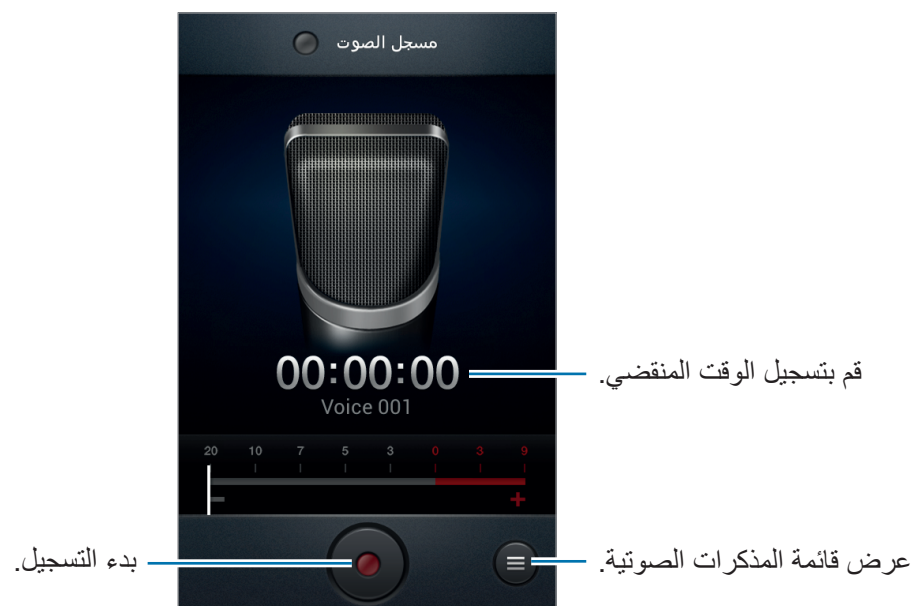 مسجل الصوت
00:00:00
قم بتسجيل الوقت المنقضي.
Voice 001
20 10 7 5 3 0 3 9
- +
بدء التسجيل.
عرض قائمة المذكرات الصوتية.